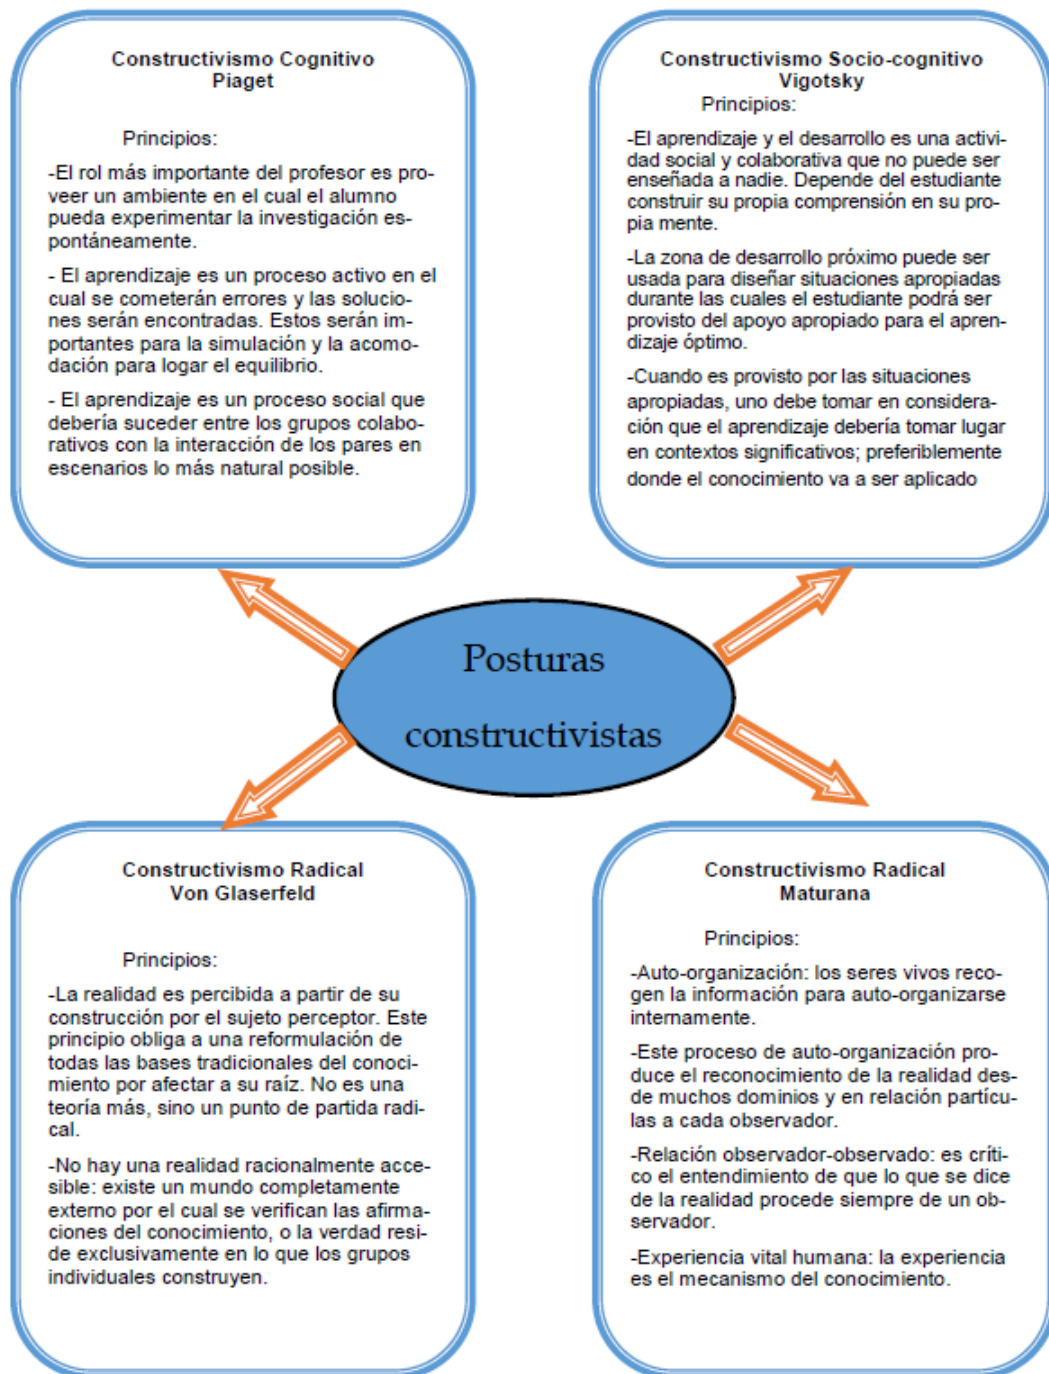 Constructivismo Cognitivo
Piaget
Principios:
-El rol más importante del profesor es pro-
veer un ambiente en el cual el alumno
pueda experimentar la investigación es-
pontáneamente.
- El aprendizaje es un proceso activo en el
cual se cometerán errores y las solucio-
nes serán encontradas. Estos serán im-
portantes para la simulación y la acomo-
dación para logar el equilibrio.
- El aprendizaje es un proceso social que
debería suceder entre los grupos colabo-
rativos con la interacción de los pares en
escenarios lo más natural posible.
Constructivismo Socio-cognitivo
Vigotsky
Principios:
-El aprendizaje y el desarrollo es una activi-
dad social y colaborativa que no puede ser
enseñada a nadie. Depende del estudiante
construir su propia comprensión en su pro-
pia mente.
-La zona de desarrollo próximo puede ser
usada para diseñar situaciones apropiadas
durante las cuales el estudiante podrá ser
provisto del apoyo apropiado para el apren-
dizaje óptimo.
-Cuando es provisto por las situaciones
apropiadas, uno debe tomar en considera-
ción que el aprendizaje debería tomar lugar
en contextos significativos; preferiblemente
donde el conocimiento va a ser aplicado
Posturas
constructivistas
Constructivismo Radical
Von Glaserfeld
Principios:
-La realidad es percibida a partir de su
construcción por el sujeto perceptor. Este
principio obliga a una reformulación de
todas las bases tradicionales del conoci-
miento por afectar a su raíz. No es una
teoría más, sino un punto de partida radi-
cal.
-No hay una realidad racionalmente acce-
sible: existe un mundo completamente
externo por el cual se verifican las afirma-
ciones del conocimiento, o la verdad resi-
de exclusivamente en lo que los grupos
individuales construyen.
Constructivismo Radical
Maturana
Principios:
-Auto-organización: los seres vivos reco-
gen la información para auto-organizarse
internamente.
-Este proceso de auto-organización pro-
duce el reconocimiento de la realidad des-
de muchos dominios y en relación partícu-
las a cada observador.
-Relación observador-observado: es críti-
co el entendimiento de que lo que se dice
de la realidad procede siempre de un ob-
servador.
-Experiencia vital humana: la experiencia
es el mecanismo del conocimiento.